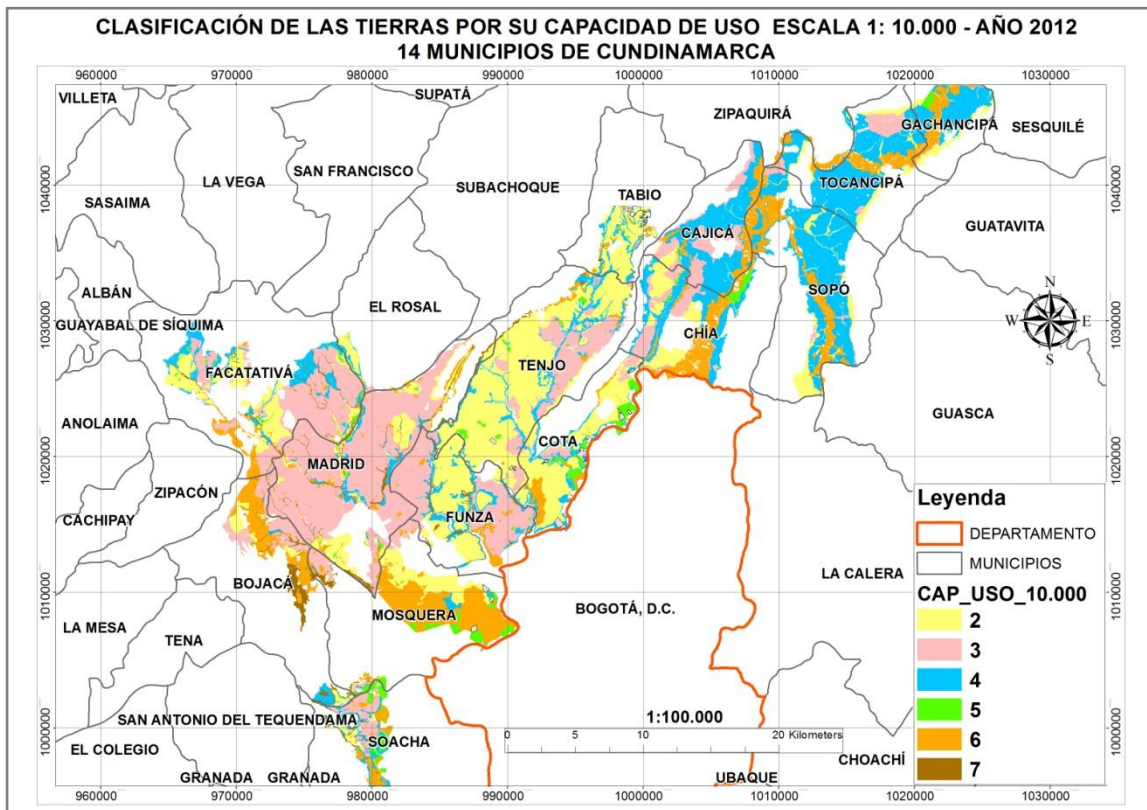 CLASIFICACIÓN DE LAS TIERRAS POR SU CAPACIDAD DE USO ESCALA 1: 10.000 - AÑO 2012
14 MUNICIPIOS DE CUNDINAMARCA
960000 970000 980000 990000 1000000 1010000 1020000 1030000
VILLETA
SUPATÁ
ZIPAQUIRÁ
GACHANCIPÁ
SESQUILÉ
LA VEGA
SAN FRANCISCO
SUBACHOQUE
TABIO
TOCANCIPÁ
1040000
1040000
SASAIMA
CAJICÁ
GUATAVITA
ALBÁN
EL ROSAL
SOPÓ
N
W
E
S
GUAYABAL DE SÍQUIMA
1030000
1030000
CHÍA
FACATATIVÁ
TENJO
GUASCA
ANOLAIMA
COTA
1020000
1020000
MADRID
ZIPACÓN
CACHIPAY
FUNZA
BOJACÁ
LA CALERA
1010000
1010000
MOSQUERA
BOGOTÁ, D.C.
LA MESA
TENA
SAN ANTONIO DEL TEQUENDAMA
1000000
1000000
SOACHA
EL COLEGIO
GRANADA
GRANADA
UBAQUE
CHOACHÍ
1:100.000
0 5 10 20 Kilometers
Leyenda
DEPARTAMENTO
MUNICIPIOS
CAP_USO_10.000
2
3
4
5
6
7
960000 970000 980000 990000 1000000 1010000 1020000 1030000